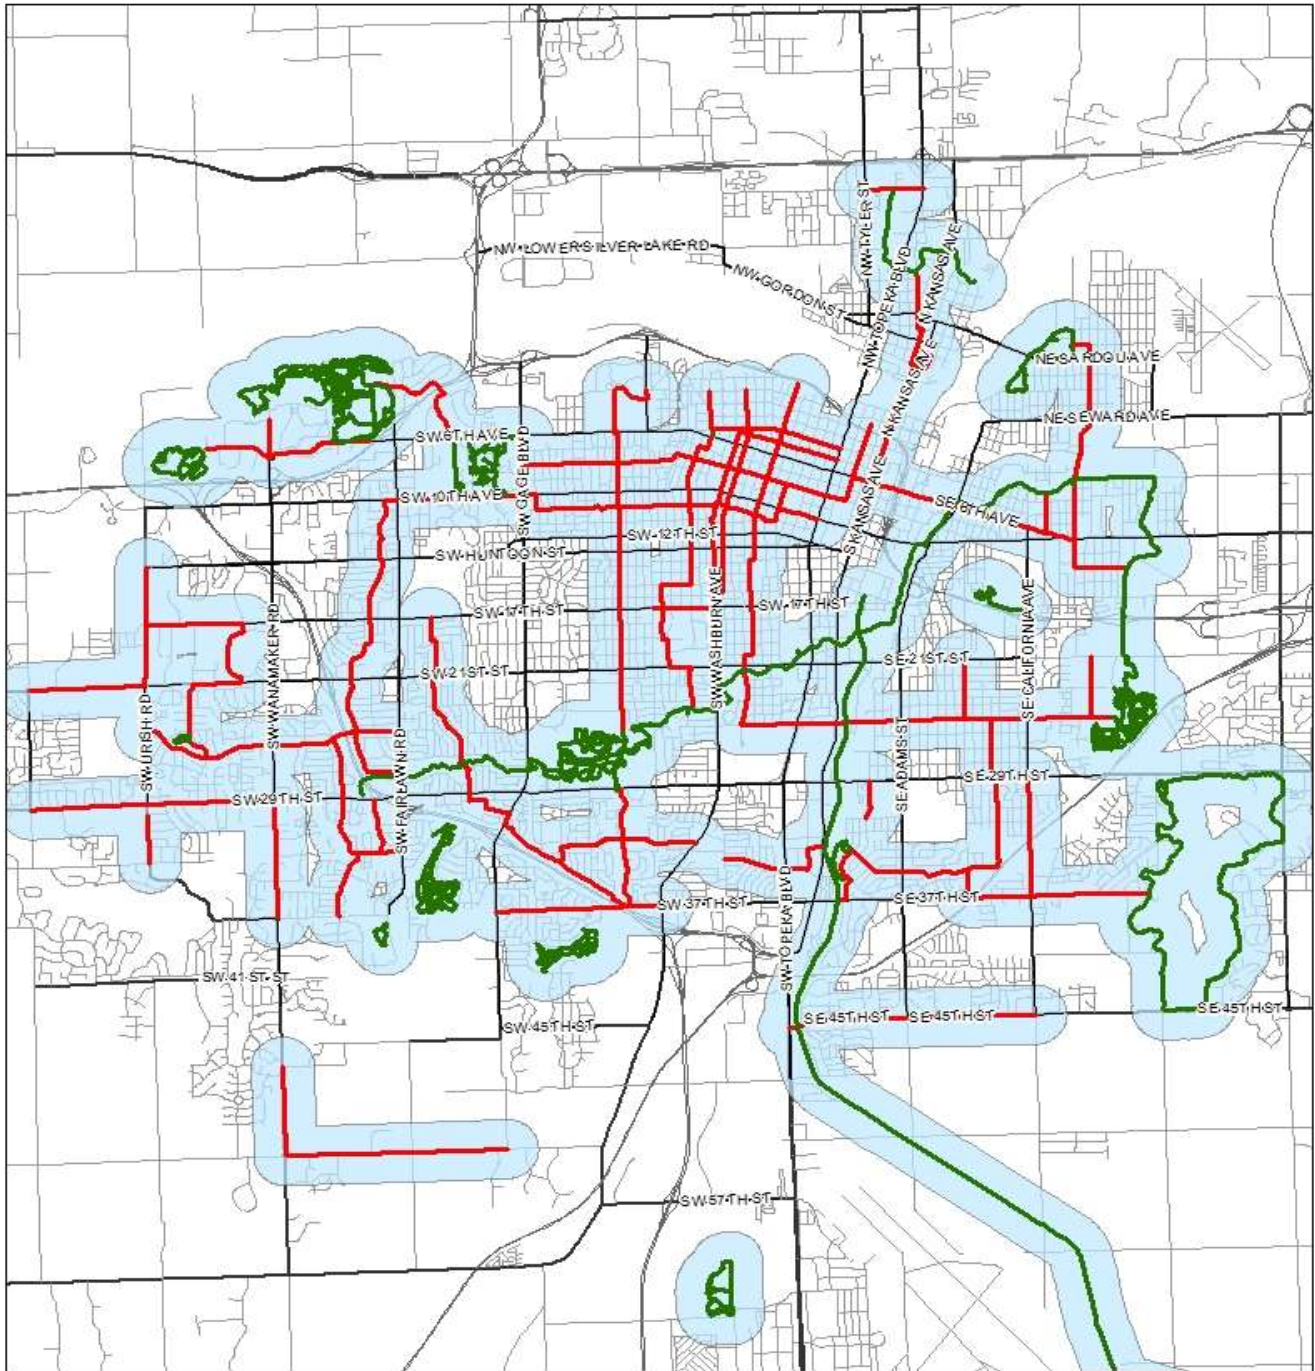 NW TYLER ST
NW LOWER SILVER LAKE RD
NW TOPEKA BLVD
N KANSAS AVE
NW GORDON ST
NW TOPEKA BLVD
N KANSAS AVE
NE SARDOU AVE
NE SEWARD AVE
SW 6TH AVE
SW GAGE BLVD
N KANSAS AVE
SW 10TH AVE
S KANSAS AVE
SE 6TH AVE
SW 12TH ST
SW HUNTOON ST
SW WANAMAKER RD
SW 17TH ST
SW WASHBURN AVE
SW 17TH ST
SE CALIFORNIA AVE
SW 21ST ST
SE 21ST ST
SW URISH RD
SW FAIRLAWN RD
SE ADAMS ST
SE 29TH ST
SW 29TH ST
SW TOPEKA BLVD
SW 37TH ST
SE 37TH ST
SW 41ST ST
SW 45TH ST
SE 45TH ST
SE 45TH ST
SE 45TH ST
SW 57TH ST